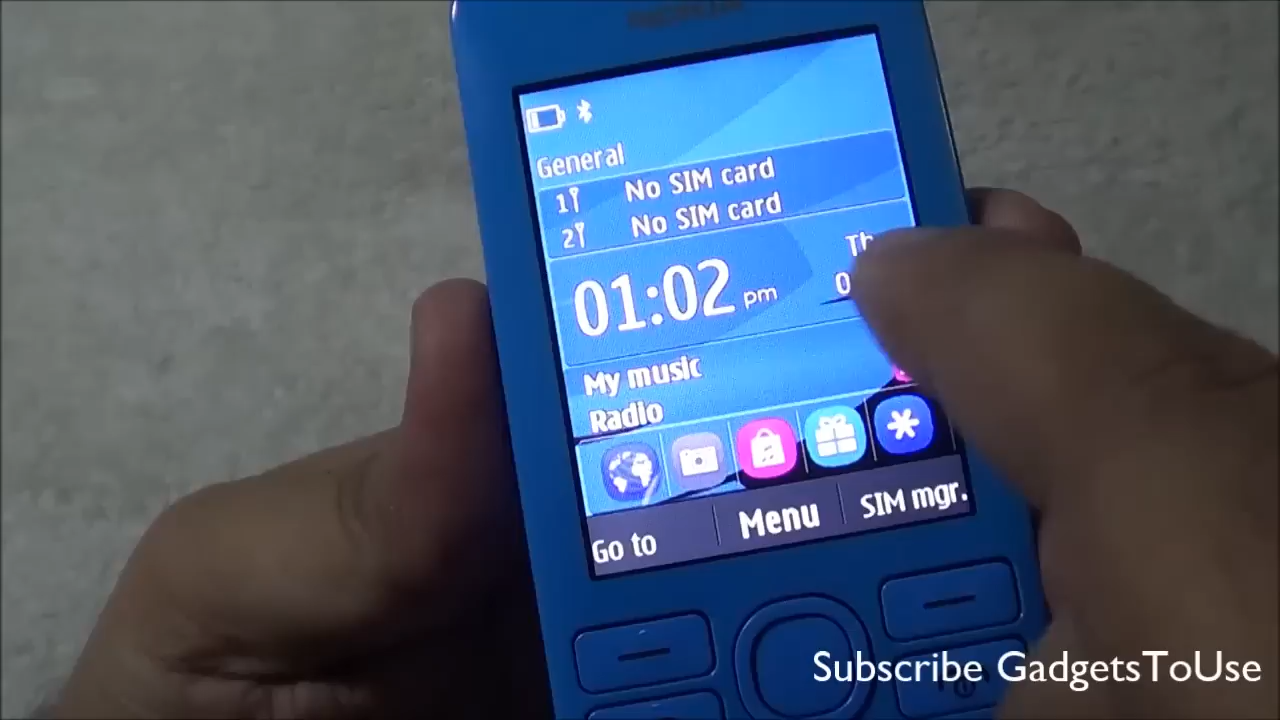 General
1 No SIM card
2 No SIM card
01:02 pm
My music
Radio
Go to
Menu
SIM mgr.
Subscribe GadgetsToUse